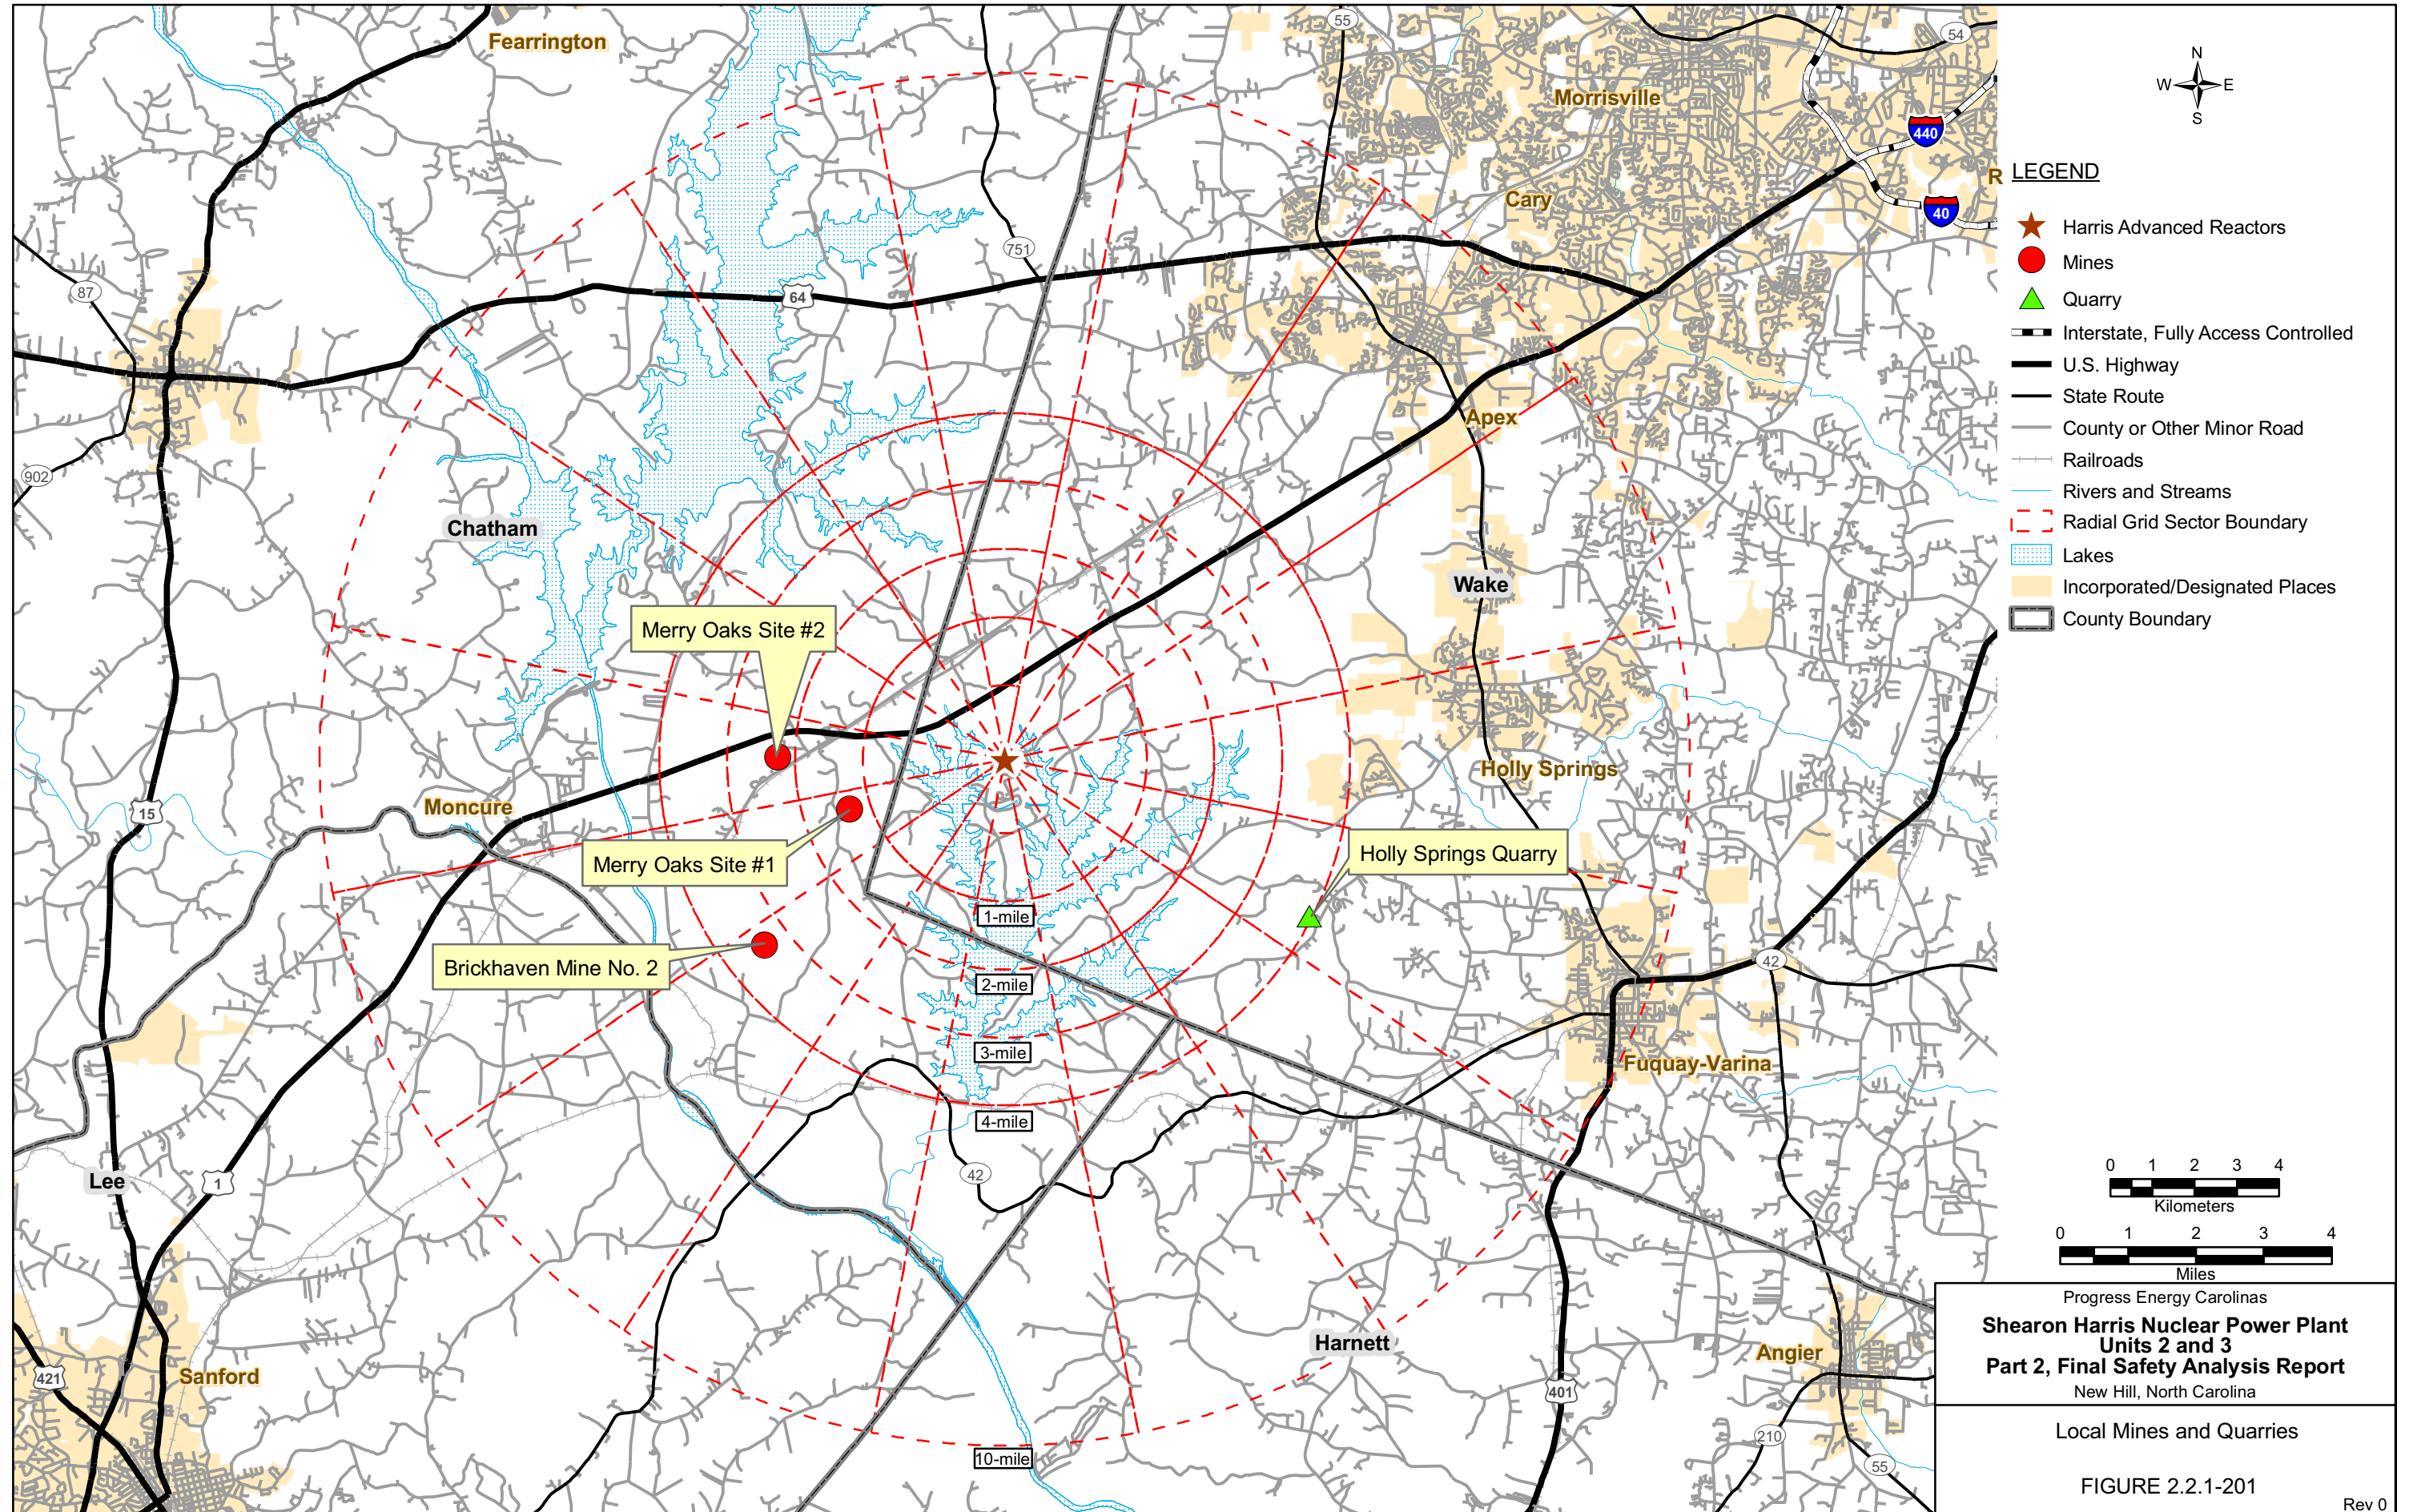 Fearrington
55
54
Morrisville
440
Cary
R
40
751
87
64
Apex
902
Chatham
Wake
Merry Oaks Site #2
Holly Springs
Moncure
15
Merry Oaks Site #1
Holly Springs Quarry
1-mile
Brickhaven Mine No. 2
42
2-mile
3-mile
Fuquay-Varina
4-mile
42
Lee
1
Harnett
Angier
Sanford
421
401
210
10-mile
55
N
W E
S
LEGEND
Harris Advanced Reactors
Mines
Quarry
Interstate, Fully Access Controlled
U.S. Highway
State Route
County or Other Minor Road
Railroads
Rivers and Streams
Radial Grid Sector Boundary
Lakes
Incorporated/Designated Places
County Boundary
0 1 2 3 4
Kilometers
0 1 2 3 4
Miles
Progress Energy Carolinas
Shearon Harris Nuclear Power Plant
Units 2 and 3
Part 2, Final Safety Analysis Report
New Hill, North Carolina
Local Mines and Quarries
FIGURE 2.2.1-201
Rev 0